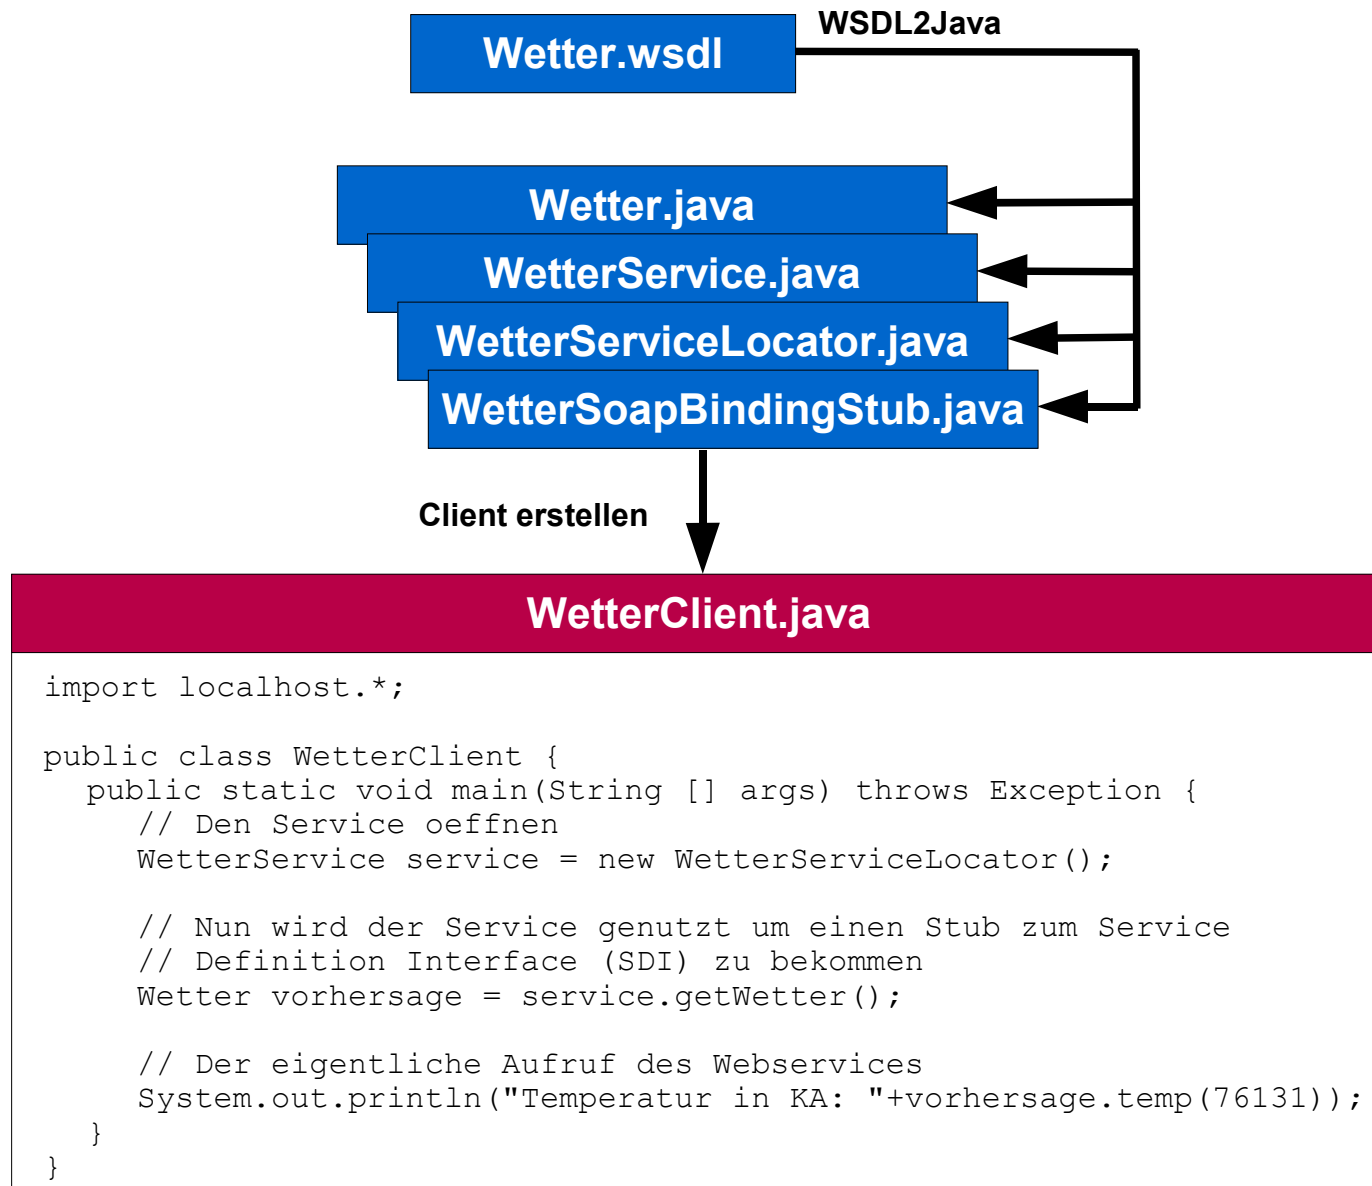 WSDL2Java
Wetter.wsdl
Wetter.java
WetterService.java
WetterServiceLocator.java
WetterSoapBindingStub.java
Client erstellen
WetterClient.java
import localhost.*;
public class WetterClient {
public static void main(String [] args) throws Exception {
// Den Service oeffnen
WetterService service = new WetterServiceLocator();
// Nun wird der Service genutzt um einen Stub zum Service
// Definition Interface (SDI) zu bekommen
Wetter vorhersage = service.getWetter();
// Der eigentliche Aufruf des Webservices
System.out.println("Temperatur in KA: "+vorhersage.temp(76131));
}
}